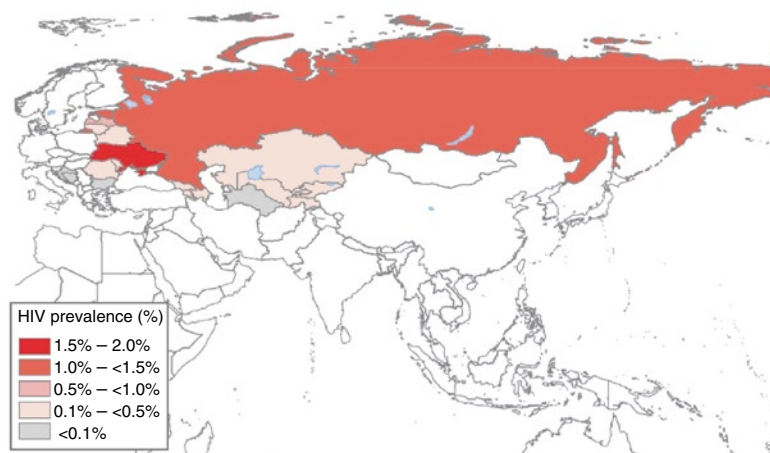 HIV prevalence (%)
1.5% – 2.0%
1.0% – <1.5%
0.5% – <1.0%
0.1% – <0.5%
<0.1%